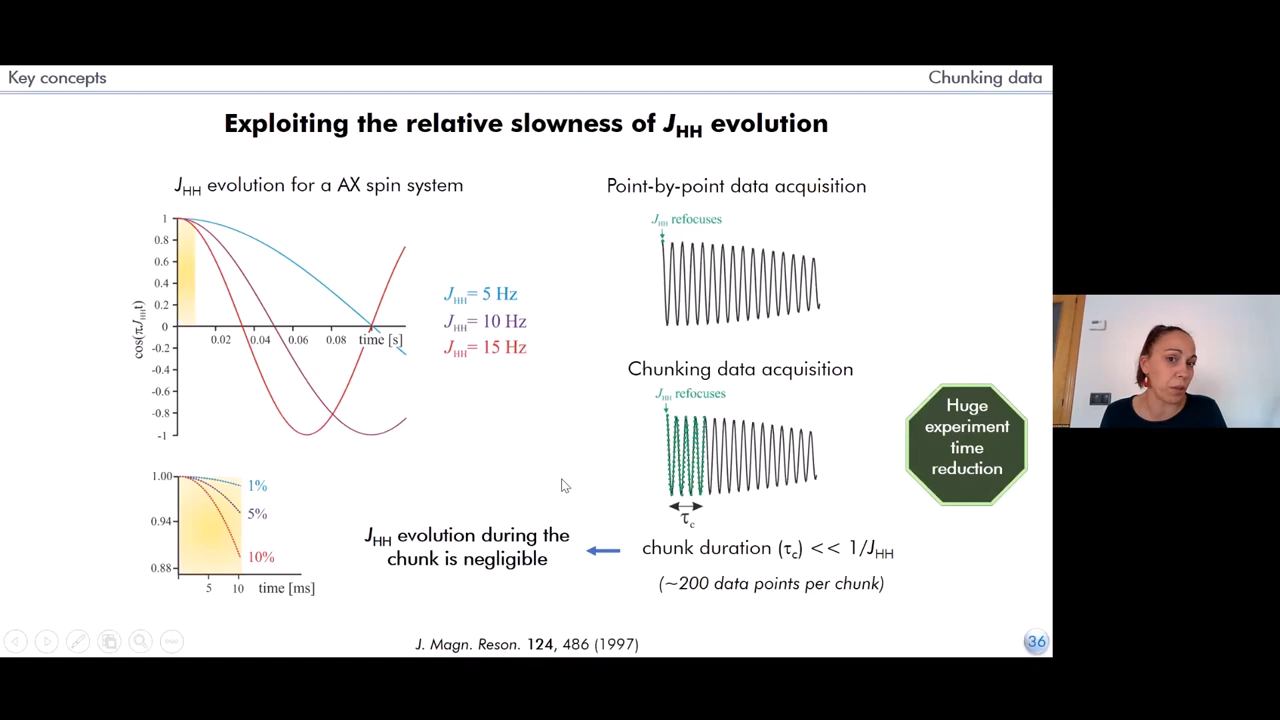 Key concepts
Chunking data
Exploiting the relative slowness of JHH evolution
JHH evolution for a AX spin system
cos(πJHHt)
1
0.8
0.6
0.4
0.2
0
-0.2
-0.4
-0.6
-0.8
-1
0.02
0.04
0.06
0.08
time [s]
JHH= 5 Hz
JHH= 10 Hz
JHH= 15 Hz
1.00
0.94
0.88
1%
5%
10%
5
10
time [ms]
JHH evolution during the
chunk is negligible
Point-by-point data acquisition
JHH refocuses
Chunking data acquisition
JHH refocuses
τc
chunk duration (τc) << 1/JHH
(~200 data points per chunk)
Huge
experiment
time
reduction
J. Magn. Reson. 124, 486 (1997)
36